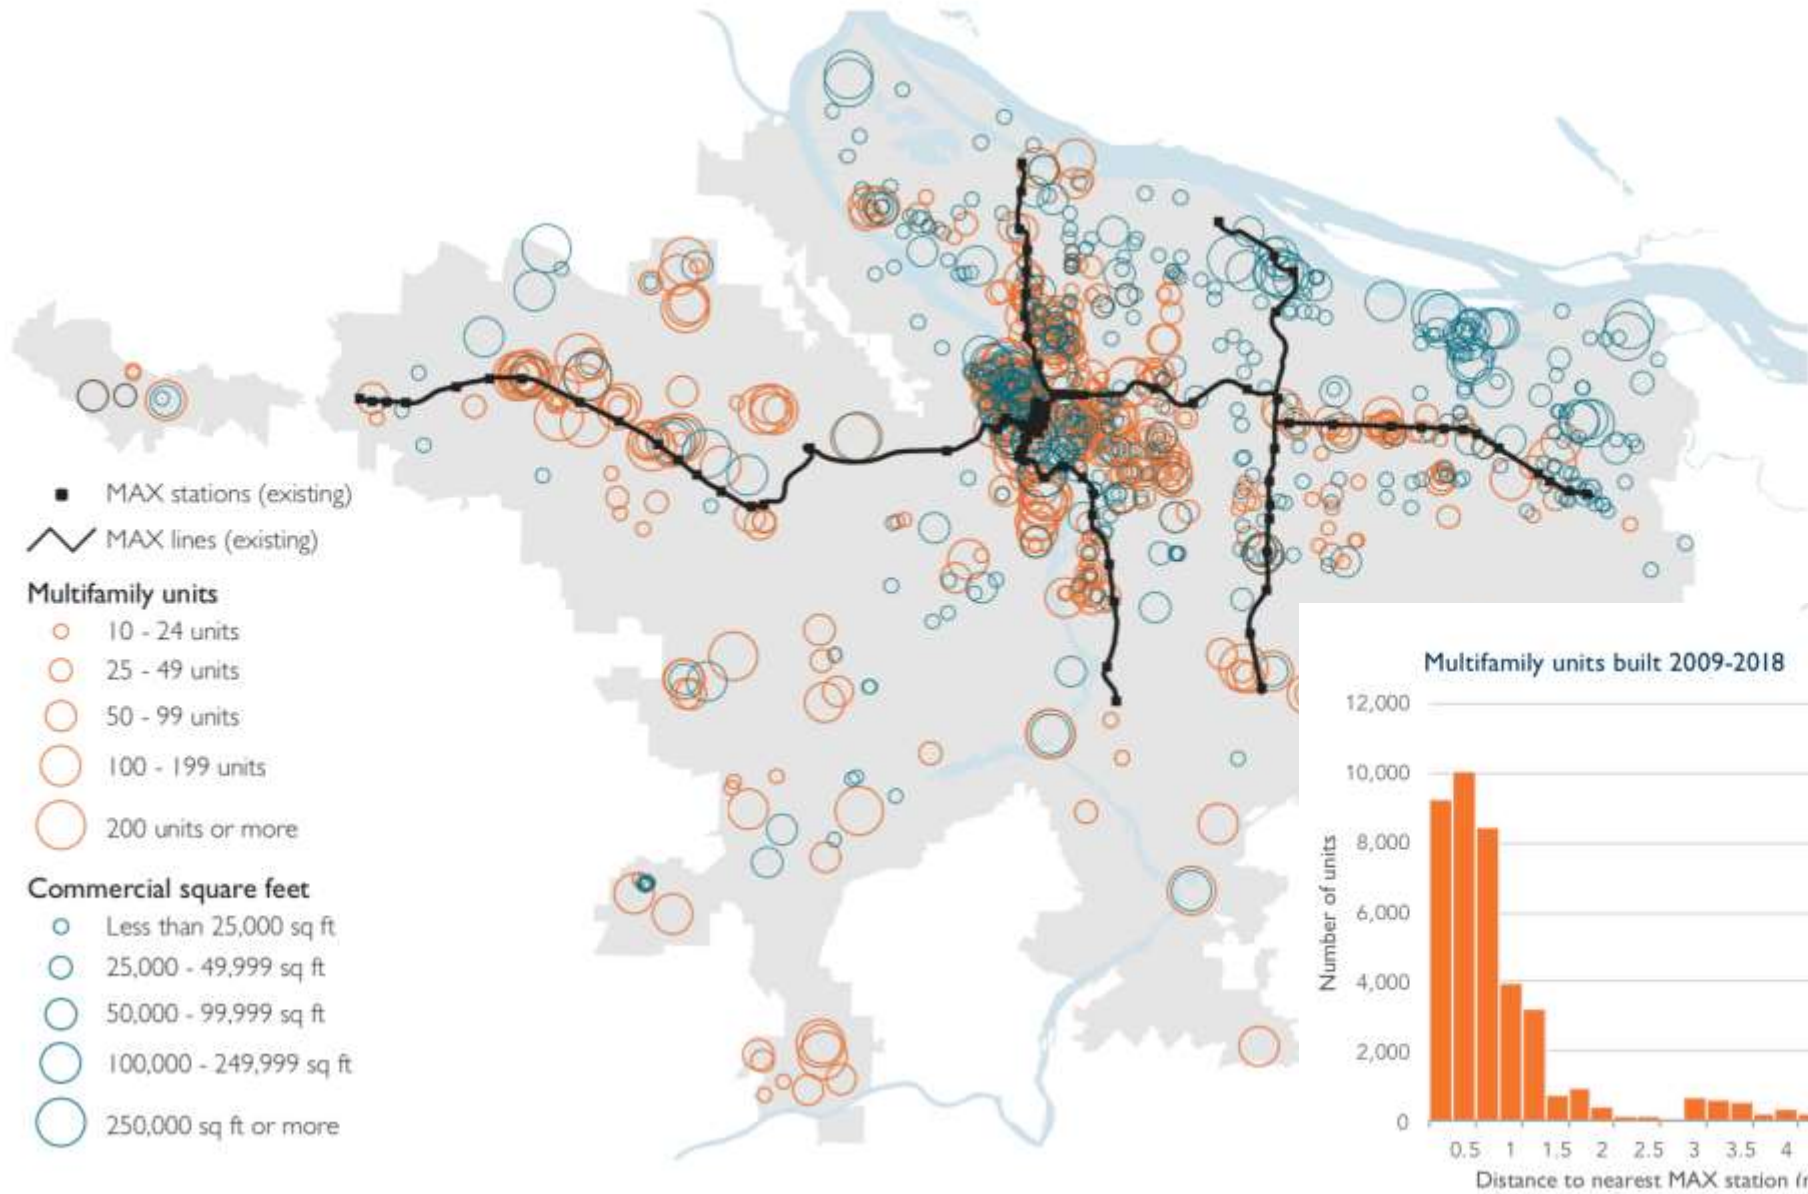 MAX stations (existing)
MAX lines (existing)
Multifamily units
10 - 24 units
25 - 49 units
50 - 99 units
100 - 199 units
200 units or more
Commercial square feet
Less than 25,000 sq ft
25,000 - 49,999 sq ft
50,000 - 99,999 sq ft
100,000 - 249,999 sq ft
250,000 sq ft or more
Multifamily units built 2009-2018
Number of units
12,000
10,000
8,000
6,000
4,000
2,000
0
0.5 1 1.5 2 2.5 3 3.5 4
Distance to nearest MAX station